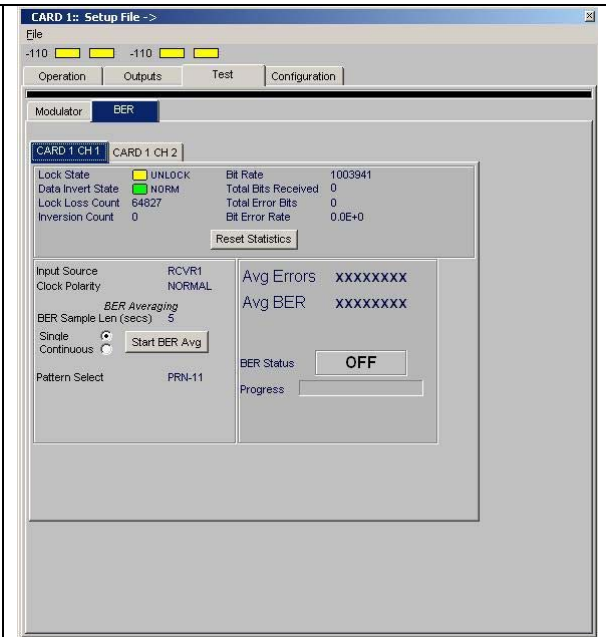 CARD 1:: Setup File ->
File
-110 -110
Operation Outputs Test Configuration
Modulator BER
CARD 1 CH 1 CARD 1 CH 2
Lock State UNLOCK Bit Rate 1003941
Data Invert State NORM Total Bits Received 0
Lock Loss Count 64827 Total Error Bits 0
Inversion Count 0 Bit Error Rate 0.0E+0
Reset Statistics
Input Source RCVR1
Clock Polarity NORMAL
BER Averaging
BER Sample Len (secs) 5
Single
Continuous
Start BER Avg
Pattern Select PRN-11
Avg Errors xxxxxxxx
Avg BER xxxxxxxx
BER Status OFF
Progress